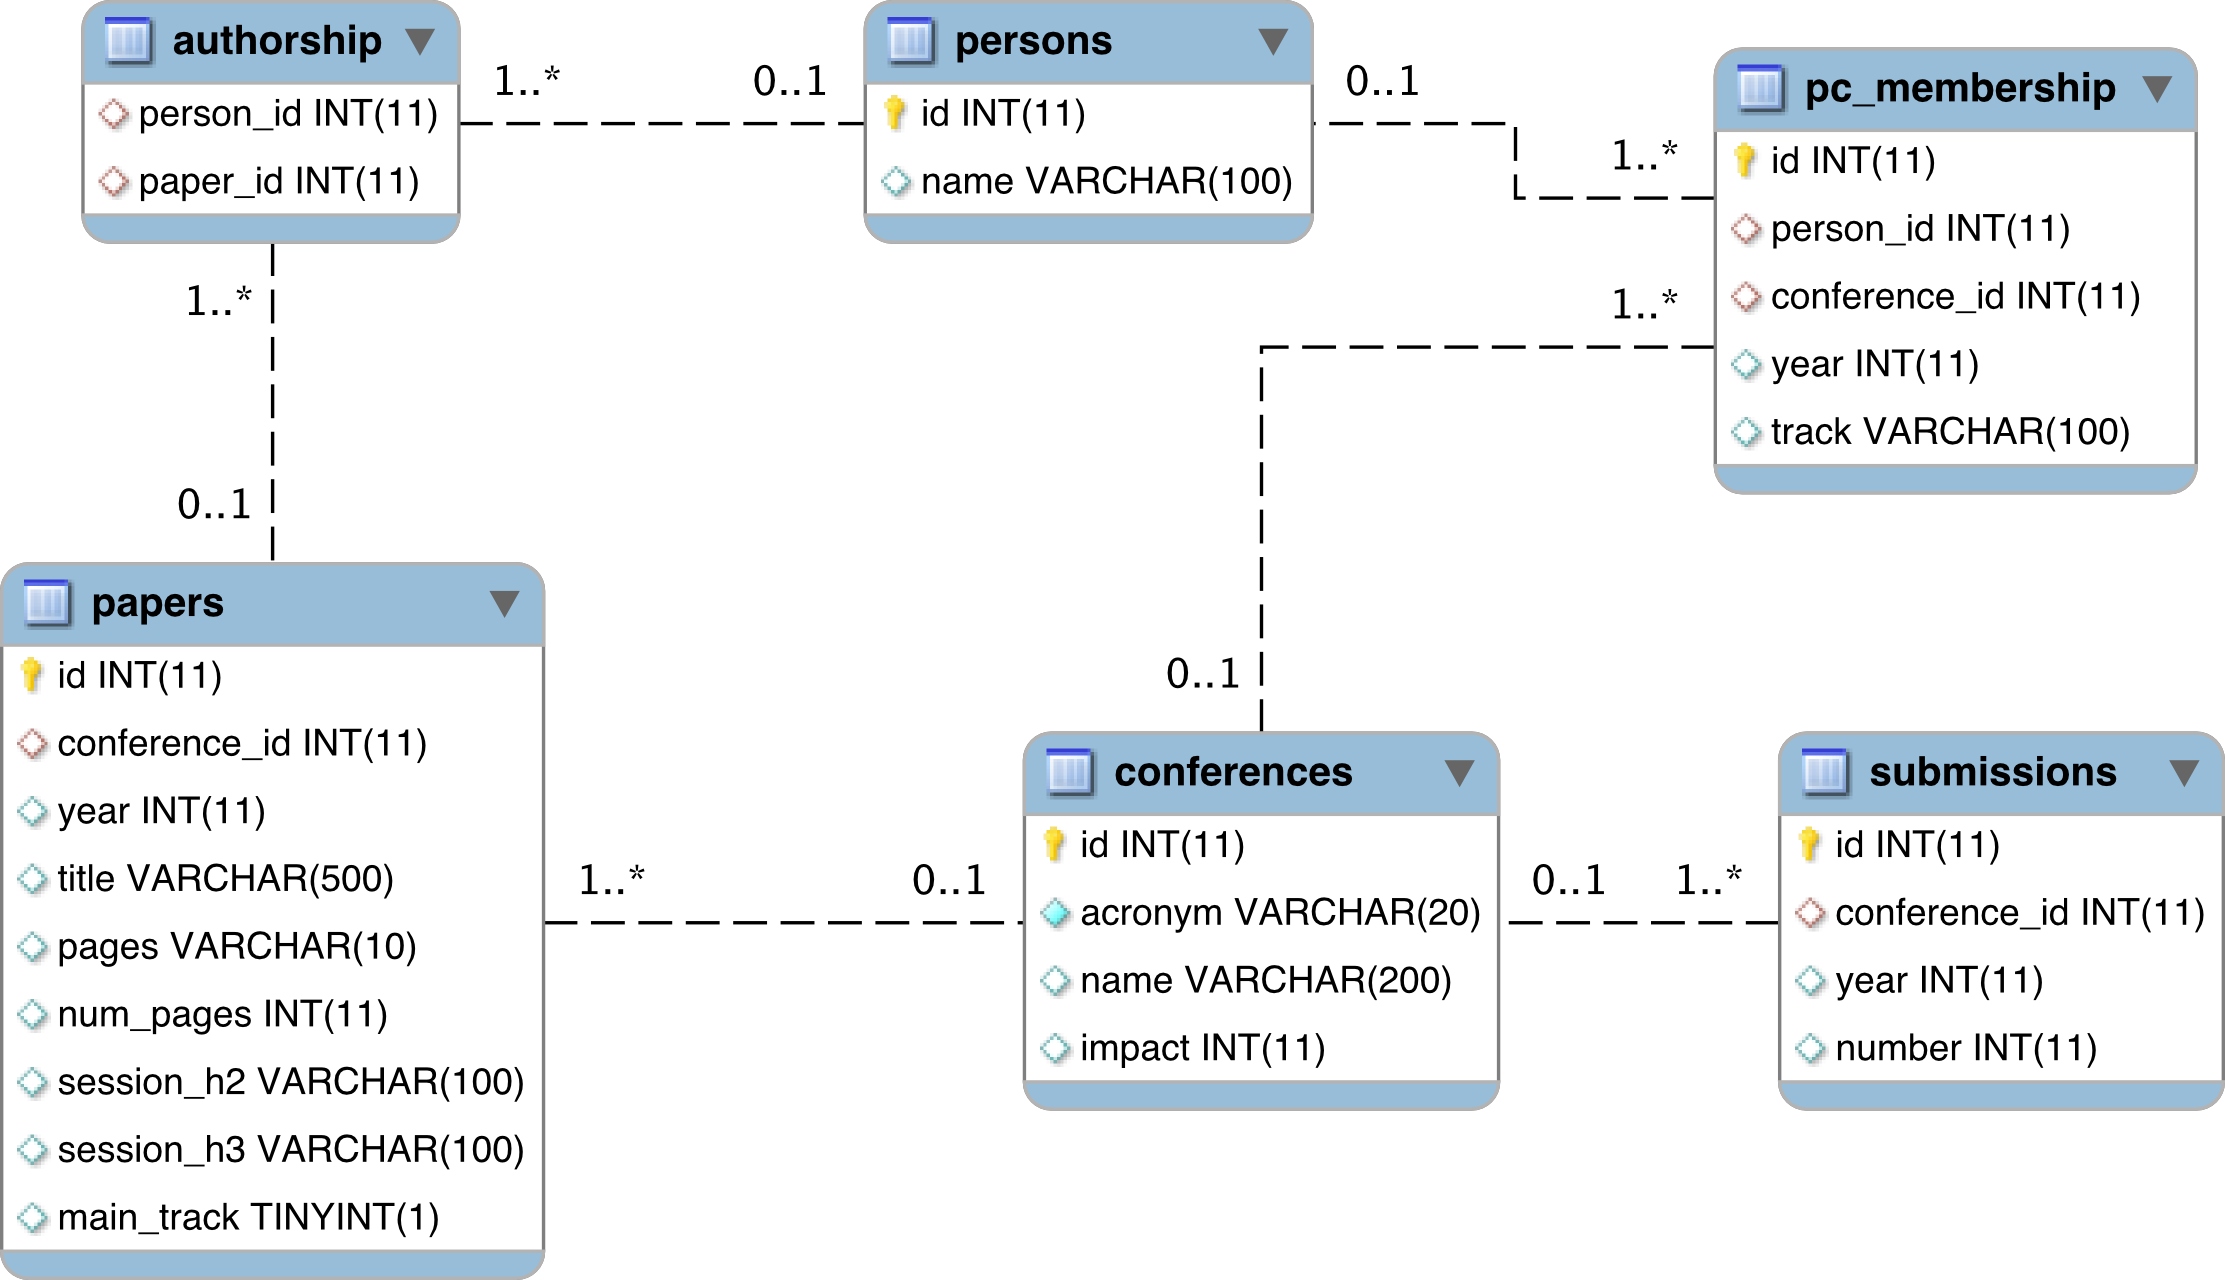 authorship
person_id INT(11)
paper_id INT(11)
1..*
0..1
persons
id INT(11)
name VARCHAR(100)
0..1
1..*
pc_membership
id INT(11)
person_id INT(11)
conference_id INT(11)
year INT(11)
track VARCHAR(100)
1..*
0..1
1..*
0..1
papers
id INT(11)
conference_id INT(11)
year INT(11)
title VARCHAR(500)
pages VARCHAR(10)
num_pages INT(11)
session_h2 VARCHAR(100)
session_h3 VARCHAR(100)
main_track TINYINT(1)
1..*
0..1
conferences
id INT(11)
acronym VARCHAR(20)
name VARCHAR(200)
impact INT(11)
0..1
1..*
submissions
id INT(11)
conference_id INT(11)
year INT(11)
number INT(11)